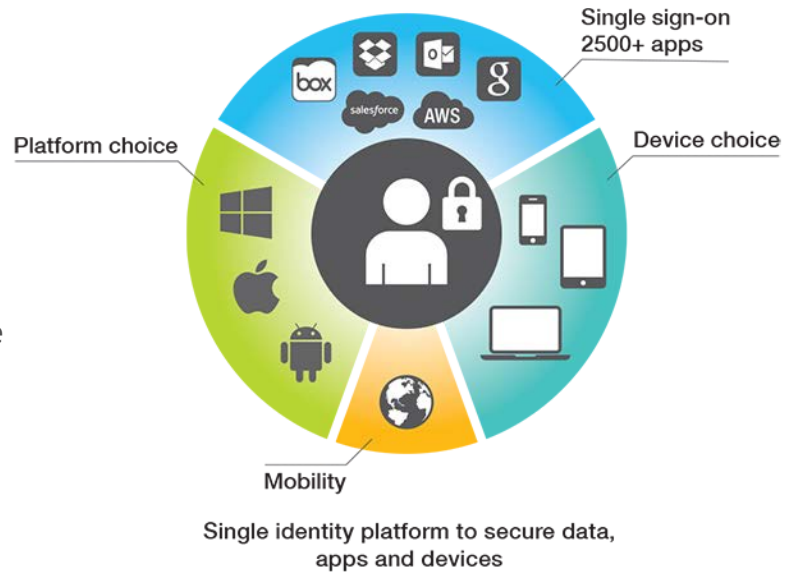 Single sign-on
2500+ apps
box
salesforce
AWS
Platform choice
Device choice
e
Mobility
Single identity platform to secure data,
apps and devices